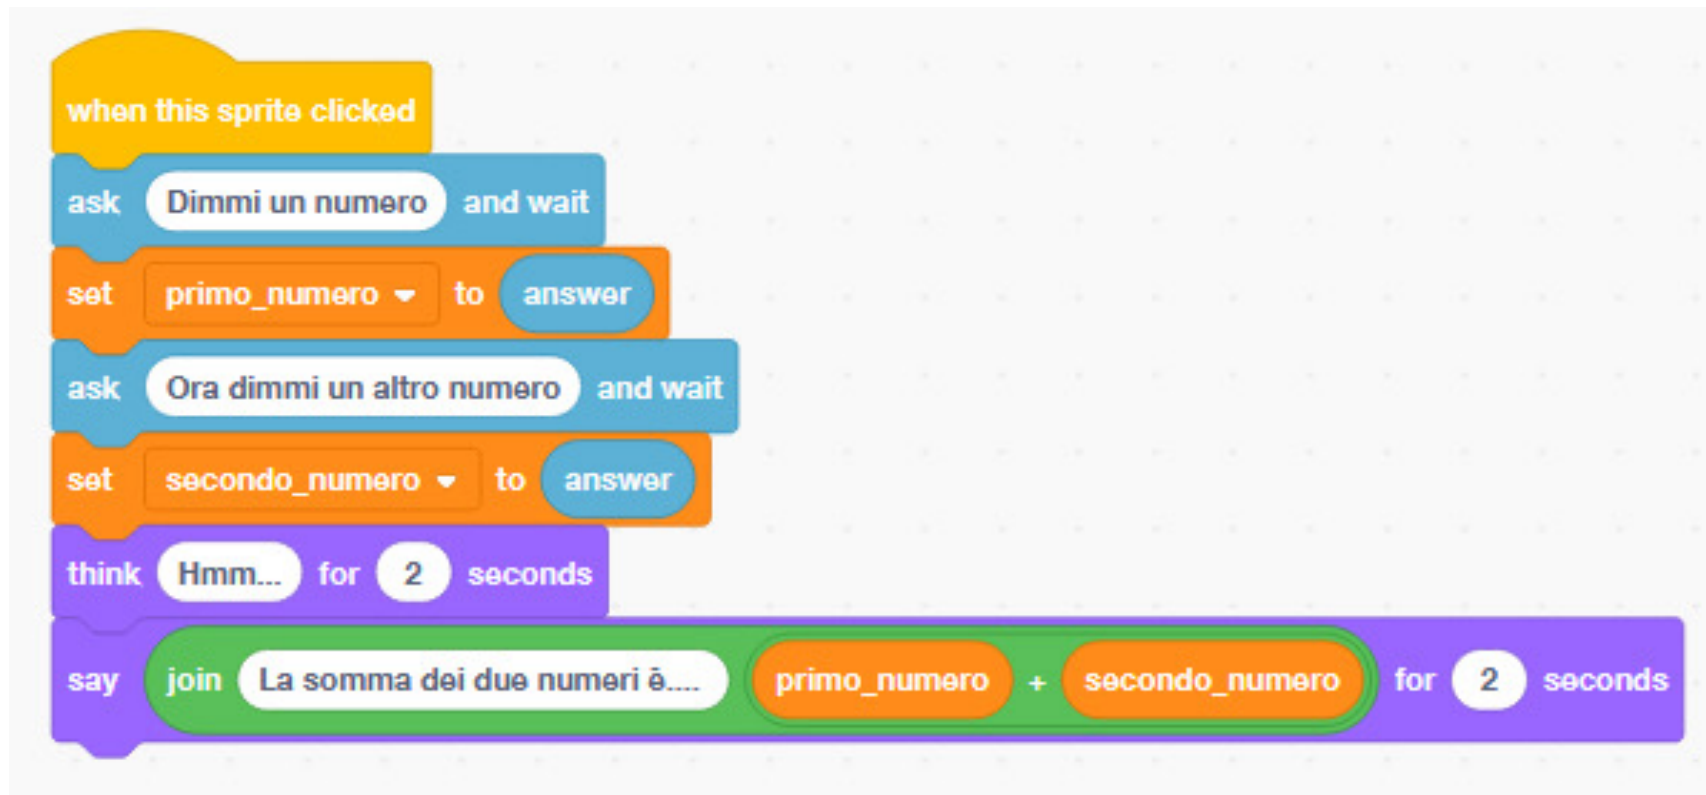 when this sprite clicked
ask Dimmi un numero and wait
set primo_numero to answer
ask Ora dimmi un altro numero and wait
set secondo_numero to answer
think Hmm... for 2 seconds
say join La somma dei due numeri è.... primo_numero + secondo_numero for 2 seconds